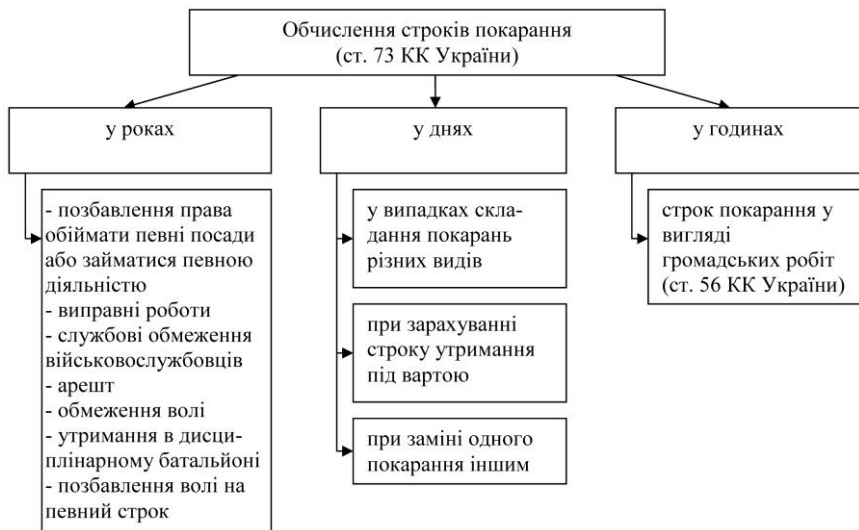 Обчислення строків покарання
(ст. 73 КК України)
у роках
у днях
у годинах
- позбавлення права
обіймати певні посади
або займатися певною
діяльністю
- виправні роботи
- службові обмеження
військовослужбовців
- арешт
- обмеження волі
- утримання в дисци-
плінарному батальйоні
- позбавлення волі на
певний строк
у випадках скла-
дання покарань
різних видів
при зарахуванні
строку утримання
під вартою
при заміні одного
покарання іншим
строк покарання у
вигляді
громадських робіт
(ст. 56 КК України)